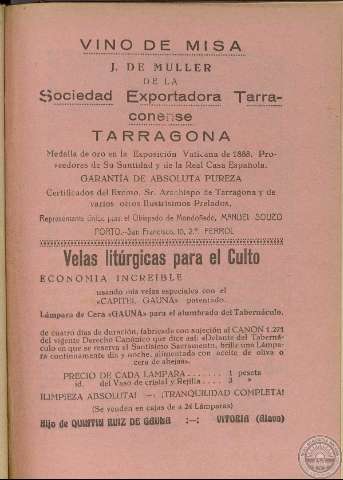 VINO DE MISA
J. DE MULLER
DE LA
Sociedad Exportadora Tarra-
conense
TARRAGONA
Medalla de oro en la Exposición Vaticana de 1888. Pro-
veedores de Su Santidad y de la Real Casa Española.
GARANTÍA DE ABSOLUTA PUREZA
Certificados del Excmo. Sr. Arzobispo de Tarragona y de
varios otros Ilustrísimos Prelados,
Representante único para el Obispado de Mondoñedo, MANUEL SOUZO
PORTO.-San Francisco, 10, 2.º FERROL
Velas litúrgicas para el Culto
ECONOMIA INCREIBLE
usando mis velas especiales con el
«CAPITEL GAUNA» patentado.
Lámpara de Cera «GAUNA» para el alumbrado del Tabernáculo,
de cuatro días de duración, fabricada con sujeción al CANON 1.271
del vigente Derecho Canónico que dice así: «Delante del Taberná-
culo en que se reserva el Santísimo Sacramento, brille una Lámpa-
ra continuamente día y noche, alimentada con aceite de oliva o
cera de abejas».
PRECIO DE CADA LAMPARA ....... 1 peseta
id. del Vaso de cristal y Rejilla .. 3 »
¡LIMPIEZA ABSOLUTA! —. ¡TRANQUILIDAD COMPLETA!
(Se venden en cajas de a 24 Lámparas)
Hijo de QUINTIN RUIZ DE GAUNA :—: VITORIA (Alava)